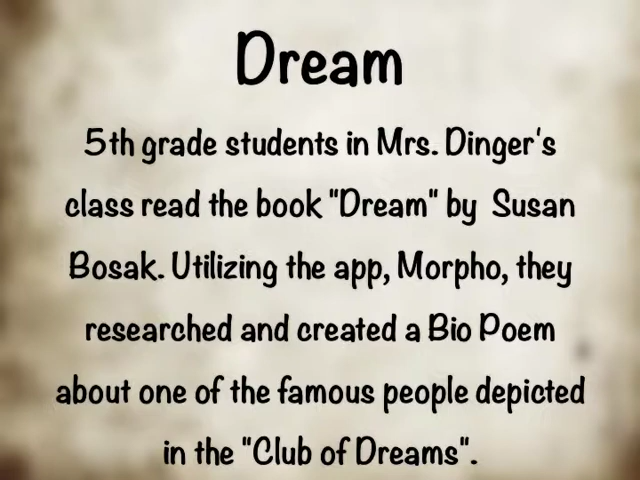 Dream
5th grade students in Mrs. Dinger's
class read the book "Dream" by Susan
Bosak. Utilizing the app, Morpho, they
researched and created a Bio Poem
about one of the famous people depicted
in the "Club of Dreams".